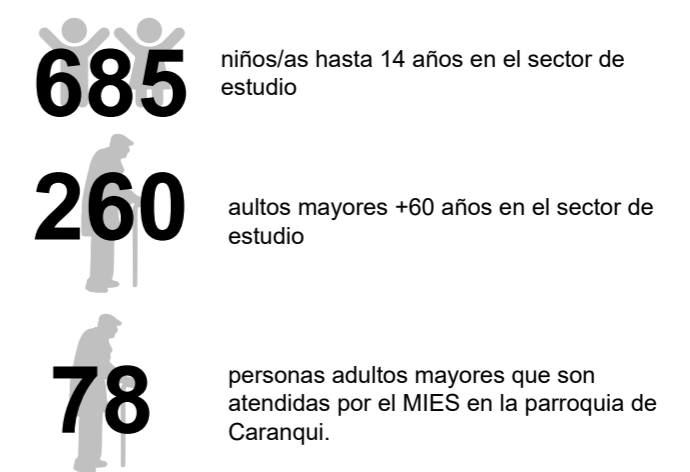 685
niños/as hasta 14 años en el sector de
estudio
260
aultos mayores +60 años en el sector de
estudio
78
personas adultos mayores que son
atendidas por el MIES en la parroquia de
Caranqui.